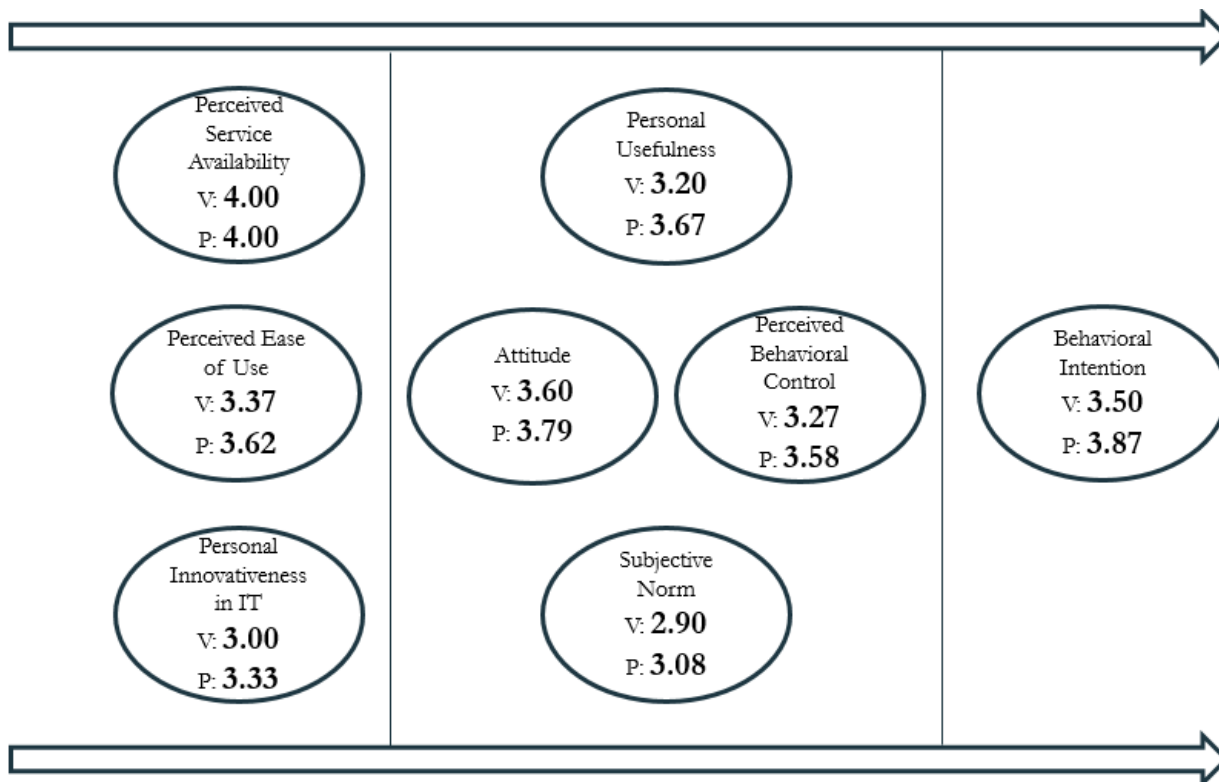 Perceived
Service
Availability
V: 4.00
P: 4.00
Personal
Usefulness
V: 3.20
P: 3.67
Perceived Ease
of Use
V: 3.37
P: 3.62
Attitude
V: 3.60
P: 3.79
Perceived
Behavioral
Control
V: 3.27
P: 3.58
Behavioral
Intention
V: 3.50
P: 3.87
Personal
Innovativeness
in IT
V: 3.00
P: 3.33
Subjective
Norm
V: 2.90
P: 3.08